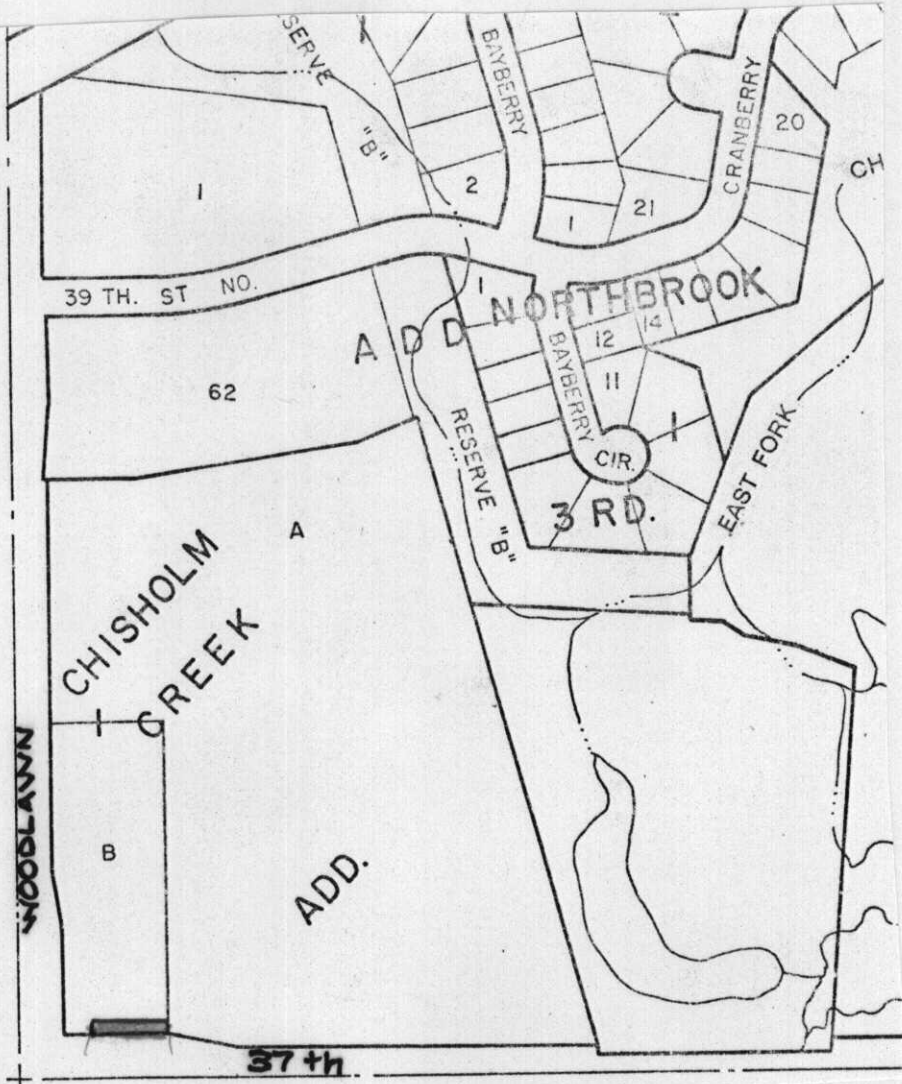 SERVE "B"
BAYBERRY
CRANBERRY
20
CH
1
2
1
21
39 TH. ST NO.
1
NORTHBROOK
ADD
12
14
BAYBERRY
11
62
1
CIR.
RESERVE "B"
3 RD.
EAST FORK
A
CHISHOLM
CREEK
1
WOODLAWN
B
ADD.
37th